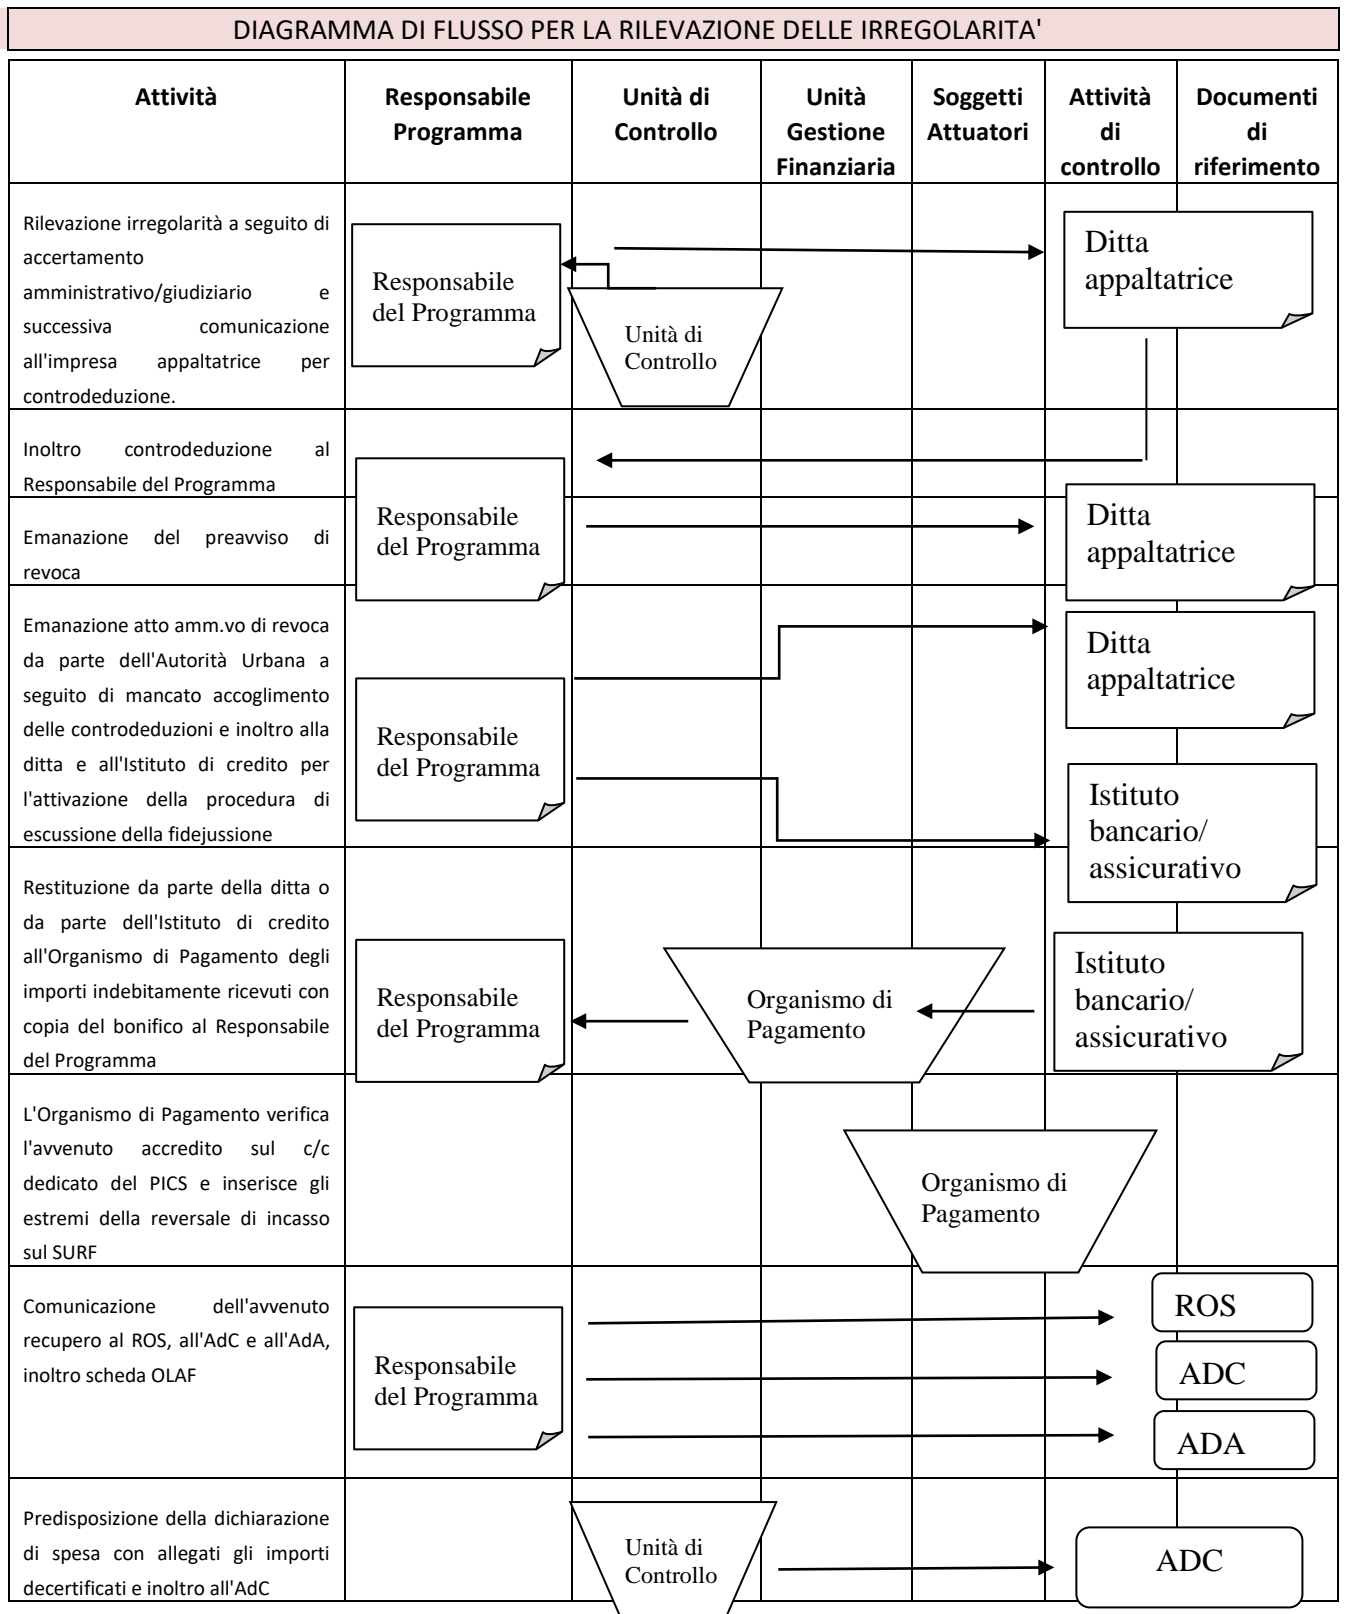 DIAGRAMMA DI FLUSSO PER LA RILEVAZIONE DELLE IRREGOLARITA'
Attività
Responsabile
Programma
Unità di
Controllo
Unità
Gestione
Finanziaria
Soggetti
Attuatori
Attività
di
controllo
Documenti
di
riferimento
Rilevazione irregolarità a seguito di
accertamento
amministrativo/giudiziario e
successiva comunicazione
all'impresa appaltatrice per
controdeduzione.
Responsabile
del Programma
Unità di
Controllo
Ditta
appaltatrice
Inoltro controdeduzione al
Responsabile del Programma
Emanazione del preavviso di
revoca
Responsabile
del Programma
Ditta
appaltatrice
Emanazione atto amm.vo di revoca
da parte dell'Autorità Urbana a
seguito di mancato accoglimento
delle controdeduzioni e inoltro alla
ditta e all'Istituto di credito per
l'attivazione della procedura di
escussione della fidejussione
Responsabile
del Programma
Ditta
appaltatrice
Istituto
bancario/
assicurativo
Restituzione da parte della ditta o
da parte dell'Istituto di credito
all'Organismo di Pagamento degli
importi indebitamente ricevuti con
copia del bonifico al Responsabile
del Programma
Responsabile
del Programma
Organismo di
Pagamento
Istituto
bancario/
assicurativo
L'Organismo di Pagamento verifica
l'avvenuto accredito sul c/c
dedicato del PICS e inserisce gli
estremi della reversale di incasso
sul SURF
Organismo di
Pagamento
Comunicazione dell'avvenuto
recupero al ROS, all'AdC e all'AdA,
inoltro scheda OLAF
Responsabile
del Programma
ROS
ADC
ADA
Predisposizione della dichiarazione
di spesa con allegati gli importi
decertificati e inoltro all'AdC
Unità di
Controllo
ADC